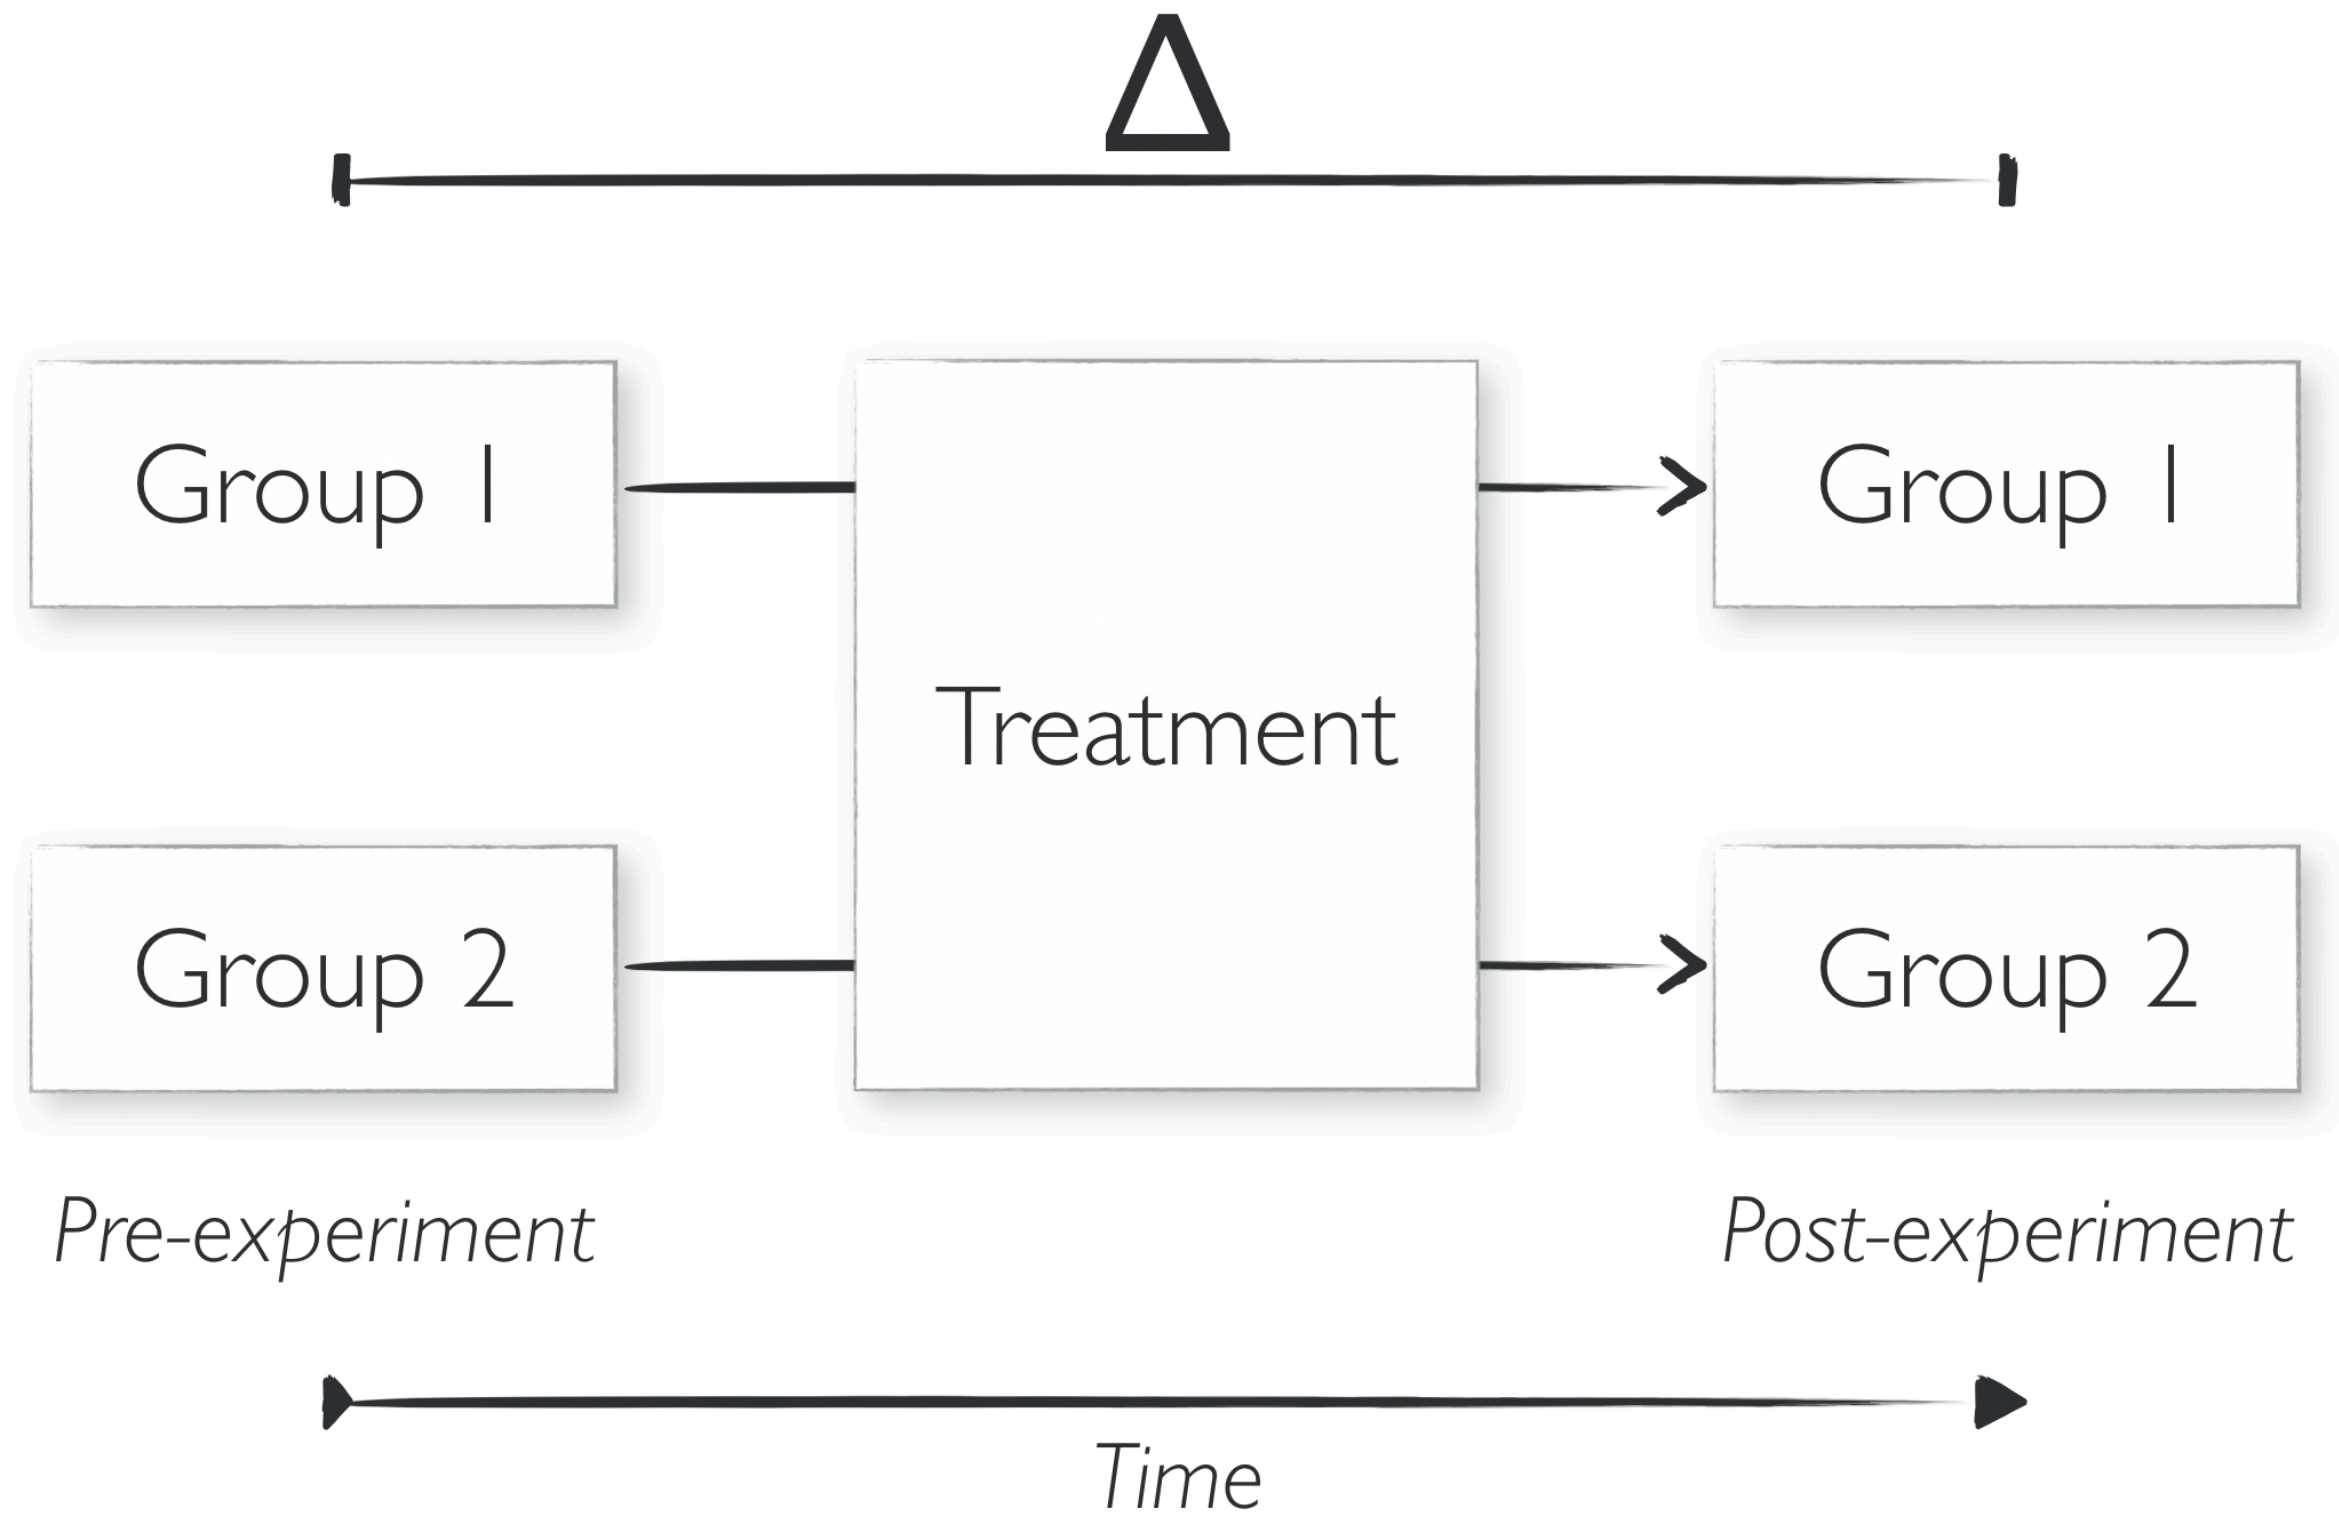 Δ
Group 1
Treatment
Group 1
Group 2
Group 2
Pre-experiment
Post-experiment
Time